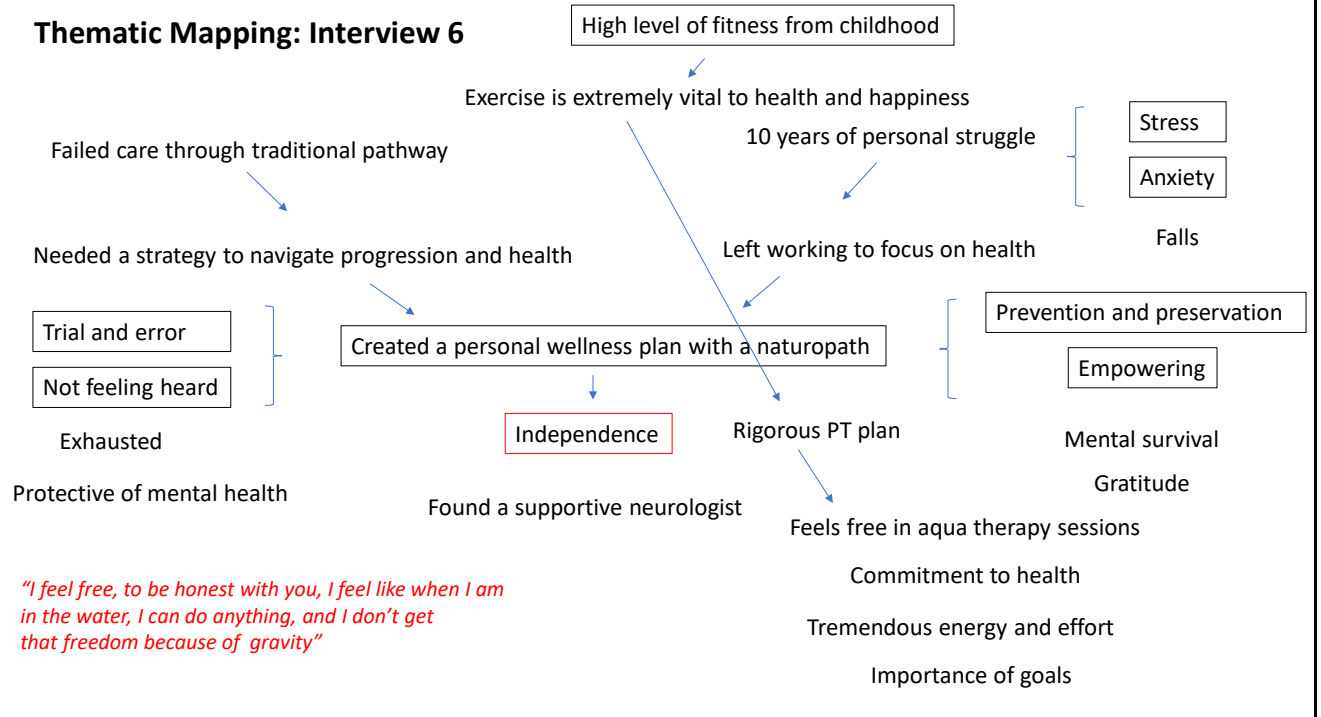 Thematic Mapping: Interview 6
High level of fitness from childhood
Exercise is extremely vital to health and happiness
10 years of personal struggle
Stress
Anxiety
Falls
Failed care through traditional pathway
Needed a strategy to navigate progression and health
Left working to focus on health
Trial and error
Not feeling heard
Exhausted
Protective of mental health
Created a personal wellness plan with a naturopath
Prevention and preservation
Empowering
Mental survival
Gratitude
Independence
Rigorous PT plan
Found a supportive neurologist
Feels free in aqua therapy sessions
Commitment to health
Tremendous energy and effort
Importance of goals
“I feel free, to be honest with you, I feel like when I am
in the water, I can do anything, and I don’t get
that freedom because of gravity”